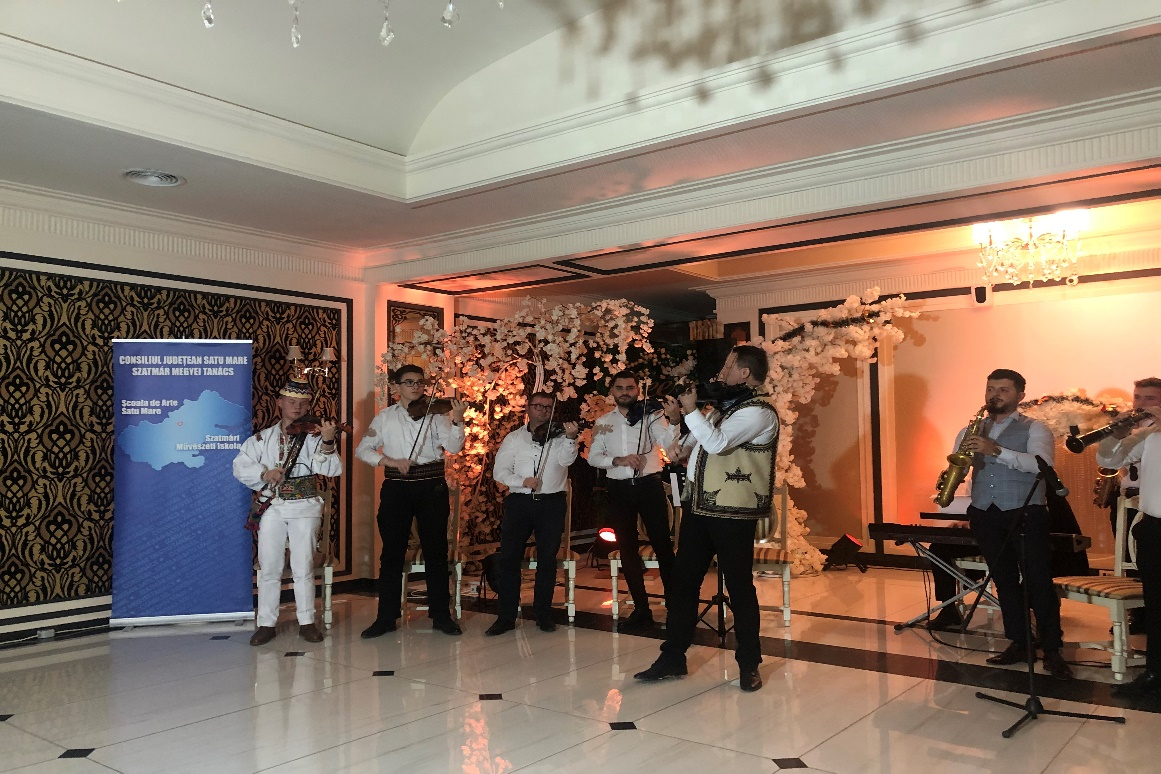 CONSILIUL JUDEȚEAN SATU MARE
SZATMÁR MEGYEI TANÁCS
Școala de Arte
Satu Mare
Szatmári
Művészeti Iskola